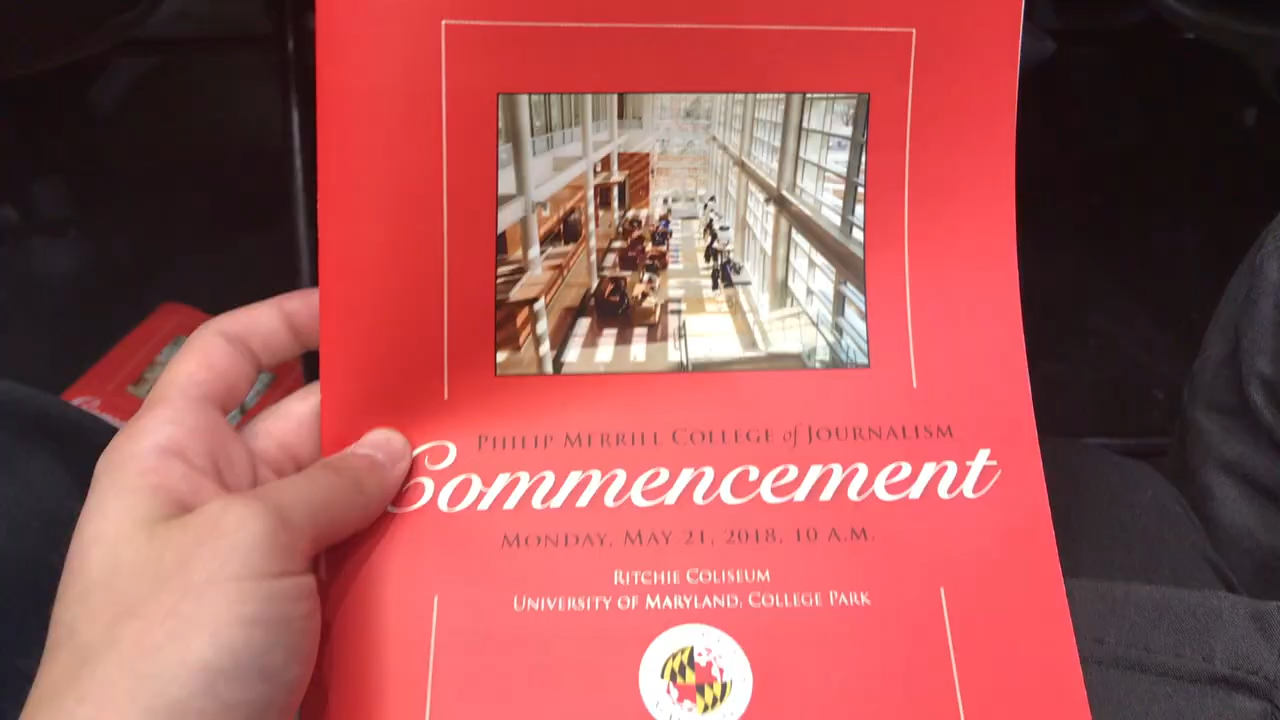 PHILIP MERRILL COLLEGE of JOURNALISM
Commencement
MONDAY, MAY 21, 2018, 10 A.M.
RITCHIE COLISEUM
UNIVERSITY OF MARYLAND, COLLEGE PARK